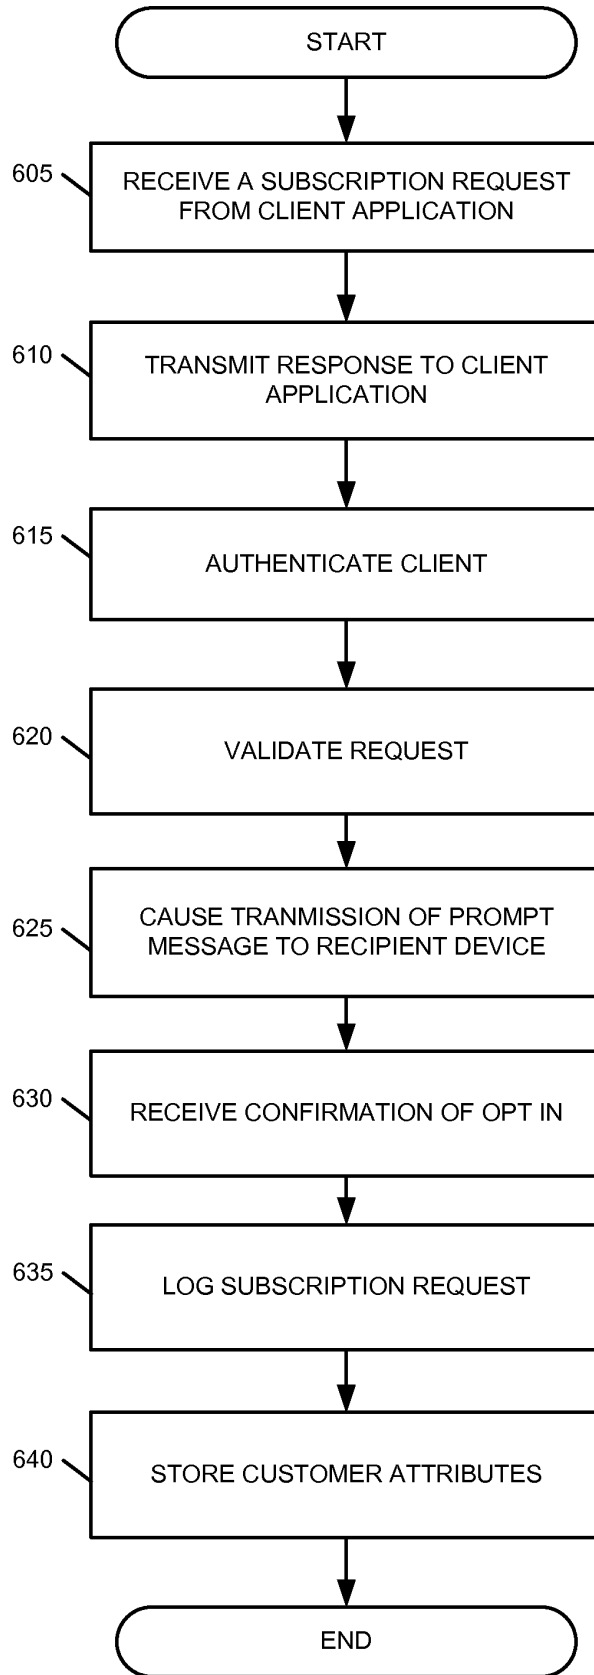 START
605
RECEIVE A SUBSCRIPTION REQUEST
FROM CLIENT APPLICATION
610
TRANSMIT RESPONSE TO CLIENT
APPLICATION
615
AUTHENTICATE CLIENT
620
VALIDATE REQUEST
625
CAUSE TRANMISSION OF PROMPT
MESSAGE TO RECIPIENT DEVICE
630
RECEIVE CONFIRMATION OF OPT IN
635
LOG SUBSCRIPTION REQUEST
640
STORE CUSTOMER ATTRIBUTES
END